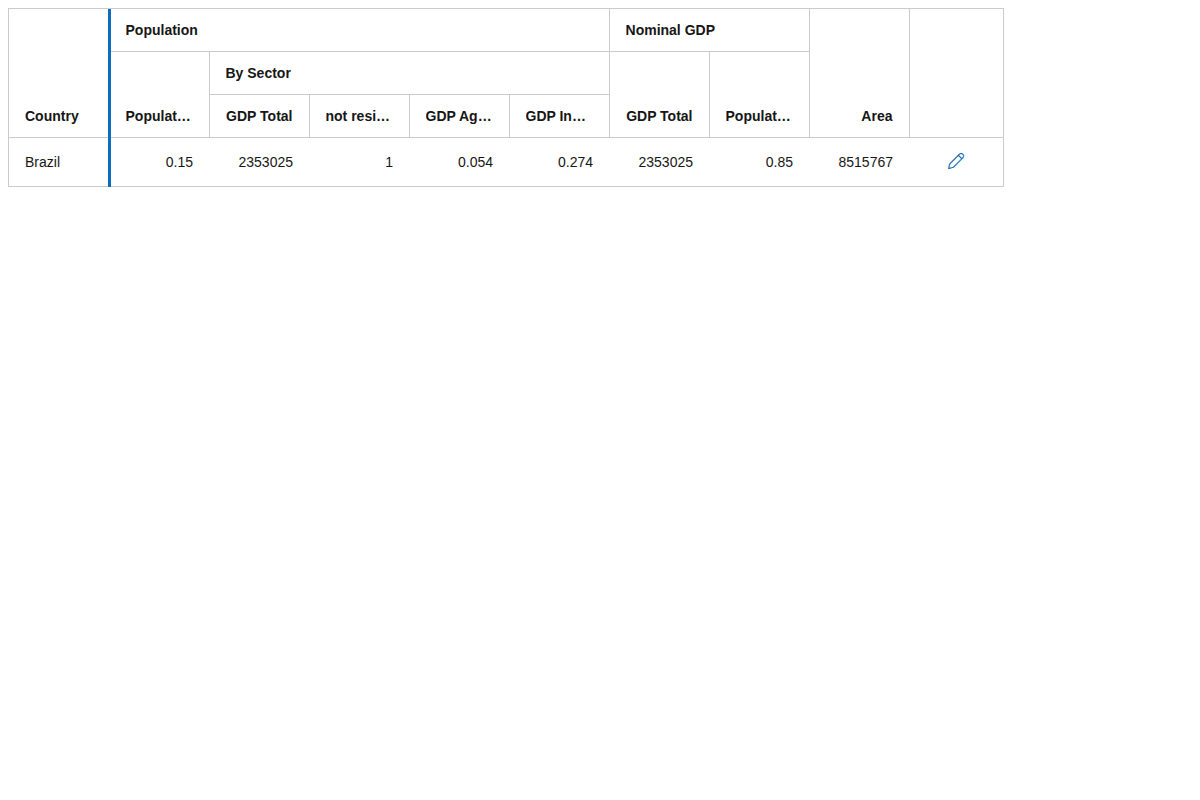 Population Nominal GDP
By Sector
Country Populat… GDP Total not resi… GDP Ag… GDP In… GDP Total Populat… Area
Brazil 0.15 2353025 1 0.054 0.274 2353025 0.85 8515767